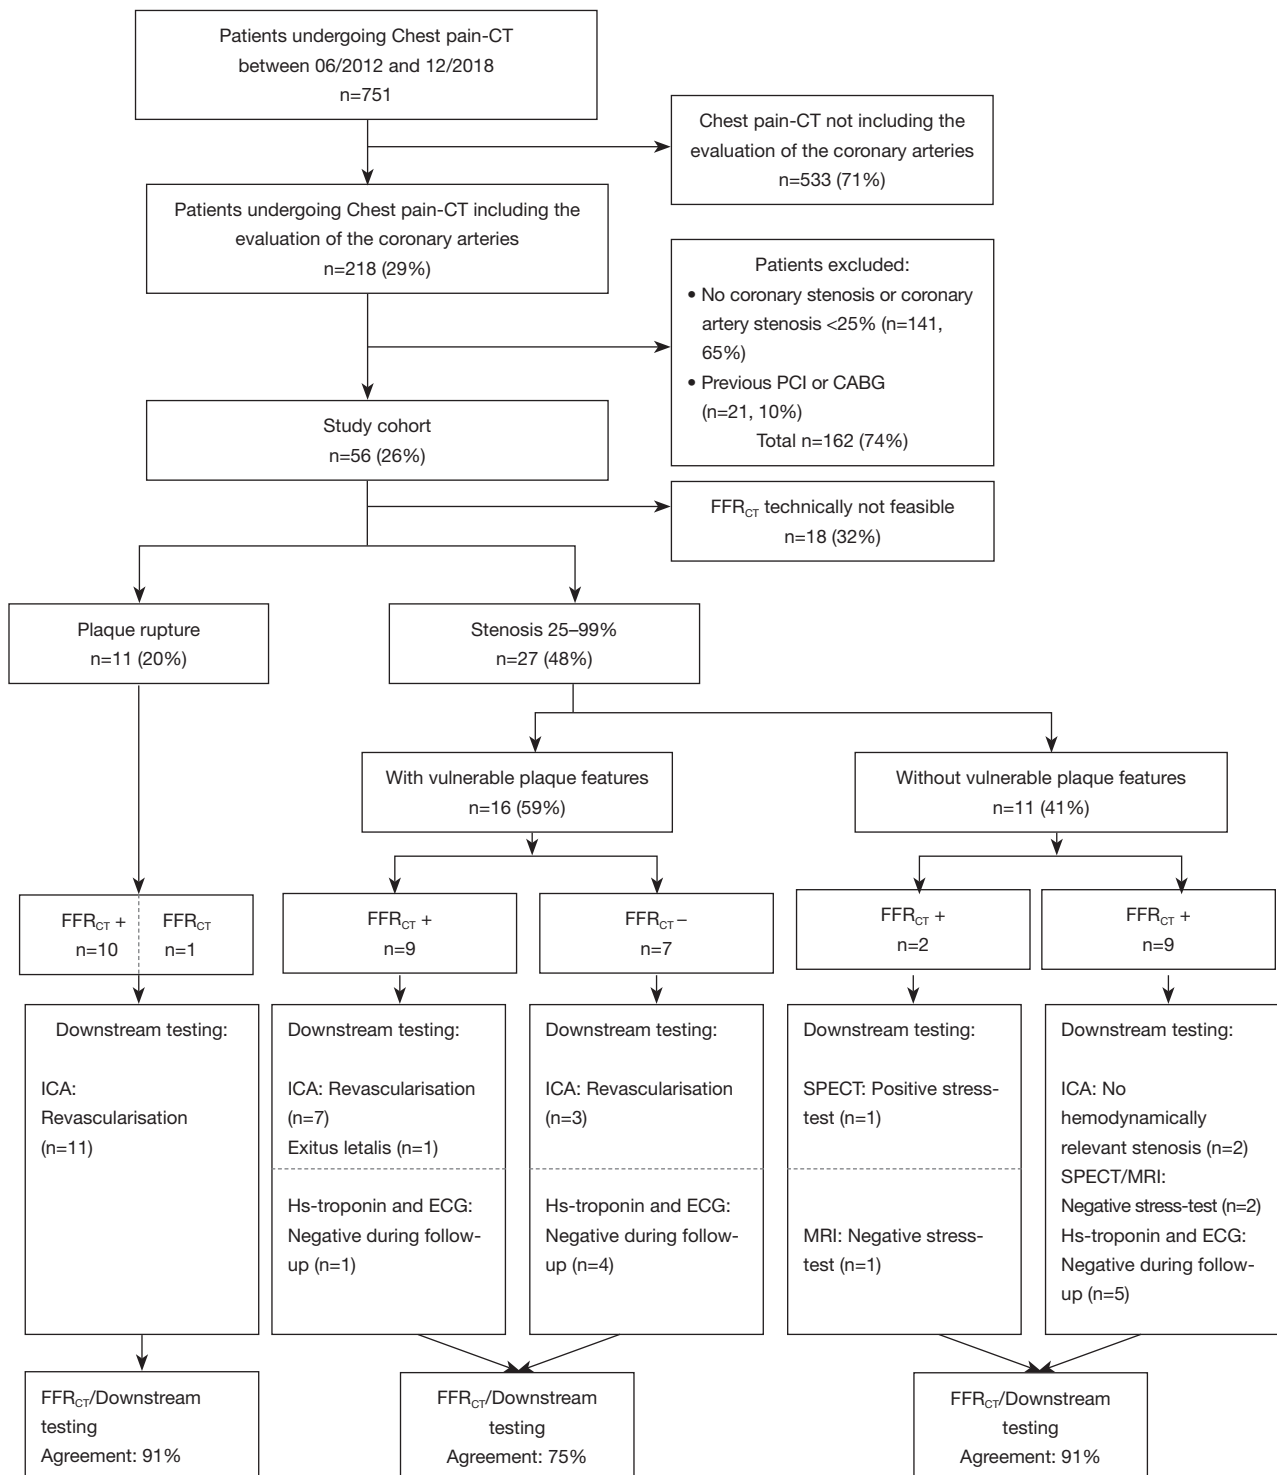 Patients undergoing Chest pain-CT
between 06/2012 and 12/2018
n=751
Chest pain-CT not including the
evaluation of the coronary arteries
n=533 (71%)
Patients undergoing Chest pain-CT including the
evaluation of the coronary arteries
n=218 (29%)
Patients excluded:
• No coronary stenosis or coronary
artery stenosis <25% (n=141,
65%)
• Previous PCI or CABG
(n=21, 10%)
Total n=162 (74%)
Study cohort
n=56 (26%)
FFRCT technically not feasible
n=18 (32%)
Plaque rupture
n=11 (20%)
Stenosis 25–99%
n=27 (48%)
With vulnerable plaque features
n=16 (59%)
Without vulnerable plaque features
n=11 (41%)
FFRCT +
n=10
FFRCT
n=1
FFRCT +
n=9
FFRCT –
n=7
FFRCT +
n=2
FFRCT +
n=9
Downstream testing:
ICA:
Revascularisation
(n=11)
Downstream testing:
ICA: Revascularisation
(n=7)
Exitus letalis (n=1)
Hs-troponin and ECG:
Negative during follow-
up (n=1)
Downstream testing:
ICA: Revascularisation
(n=3)
Hs-troponin and ECG:
Negative during follow-
up (n=4)
Downstream testing:
SPECT: Positive stress-
test (n=1)
MRI: Negative stress-
test (n=1)
Downstream testing:
ICA: No
hemodynamically
relevant stenosis (n=2)
SPECT/MRI:
Negative stress-test (n=2)
Hs-troponin and ECG:
Negative during follow-
up (n=5)
FFRCT/Downstream
testing
Agreement: 91%
FFRCT/Downstream
testing
Agreement: 75%
FFRCT/Downstream
testing
Agreement: 91%